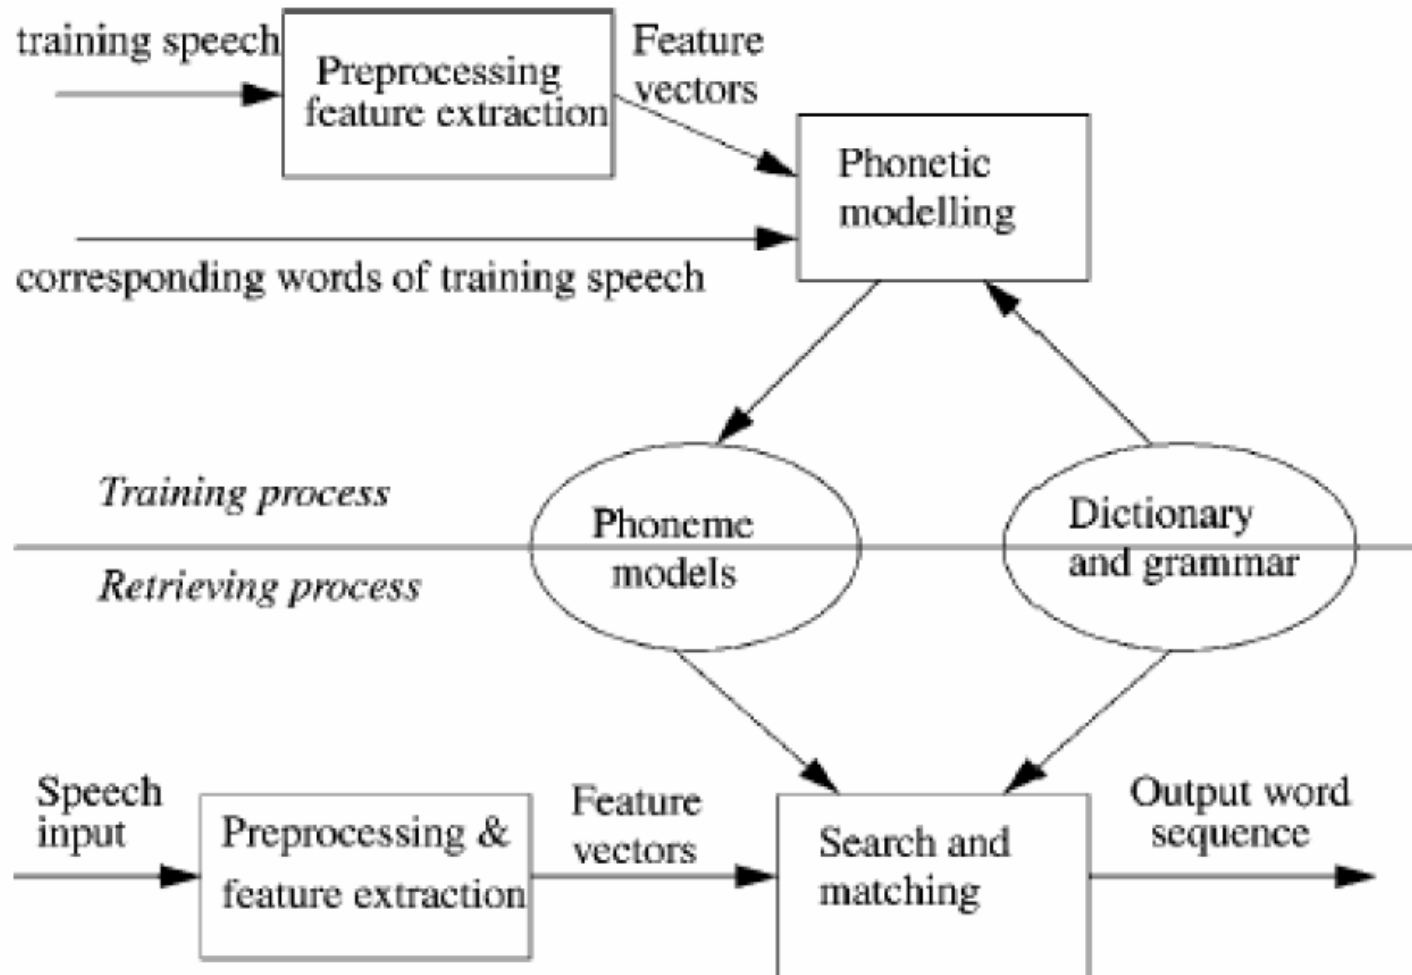 training speech
Preprocessing
feature extraction
Feature
vectors
Phonetic
modelling
corresponding words of training speech
Training process
Phoneme
models
Dictionary
and grammar
Retrieving process
Speech
input
Preprocessing &
feature extraction
Feature
vectors
Search and
matching
Output word
sequence